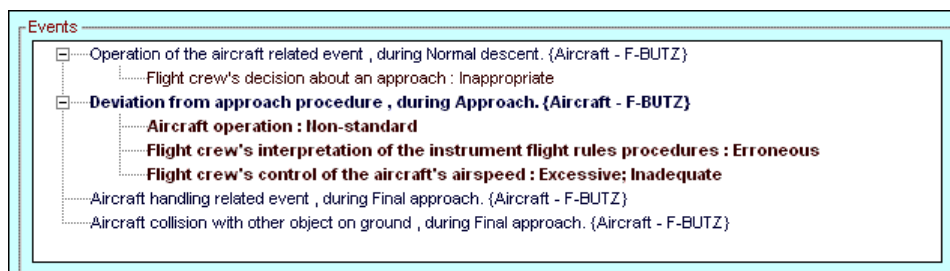 Events
Operation of the aircraft related event , during Normal descent. {Aircraft - F-BUTZ}
Flight crew's decision about an approach : Inappropriate
Deviation from approach procedure , during Approach. {Aircraft - F-BUTZ}
Aircraft operation : Non-standard
Flight crew's interpretation of the instrument flight rules procedures : Erroneous
Flight crew's control of the aircraft's airspeed : Excessive; Inadequate
Aircraft handling related event , during Final approach. {Aircraft - F-BUTZ}
Aircraft collision with other object on ground , during Final approach. {Aircraft - F-BUTZ}